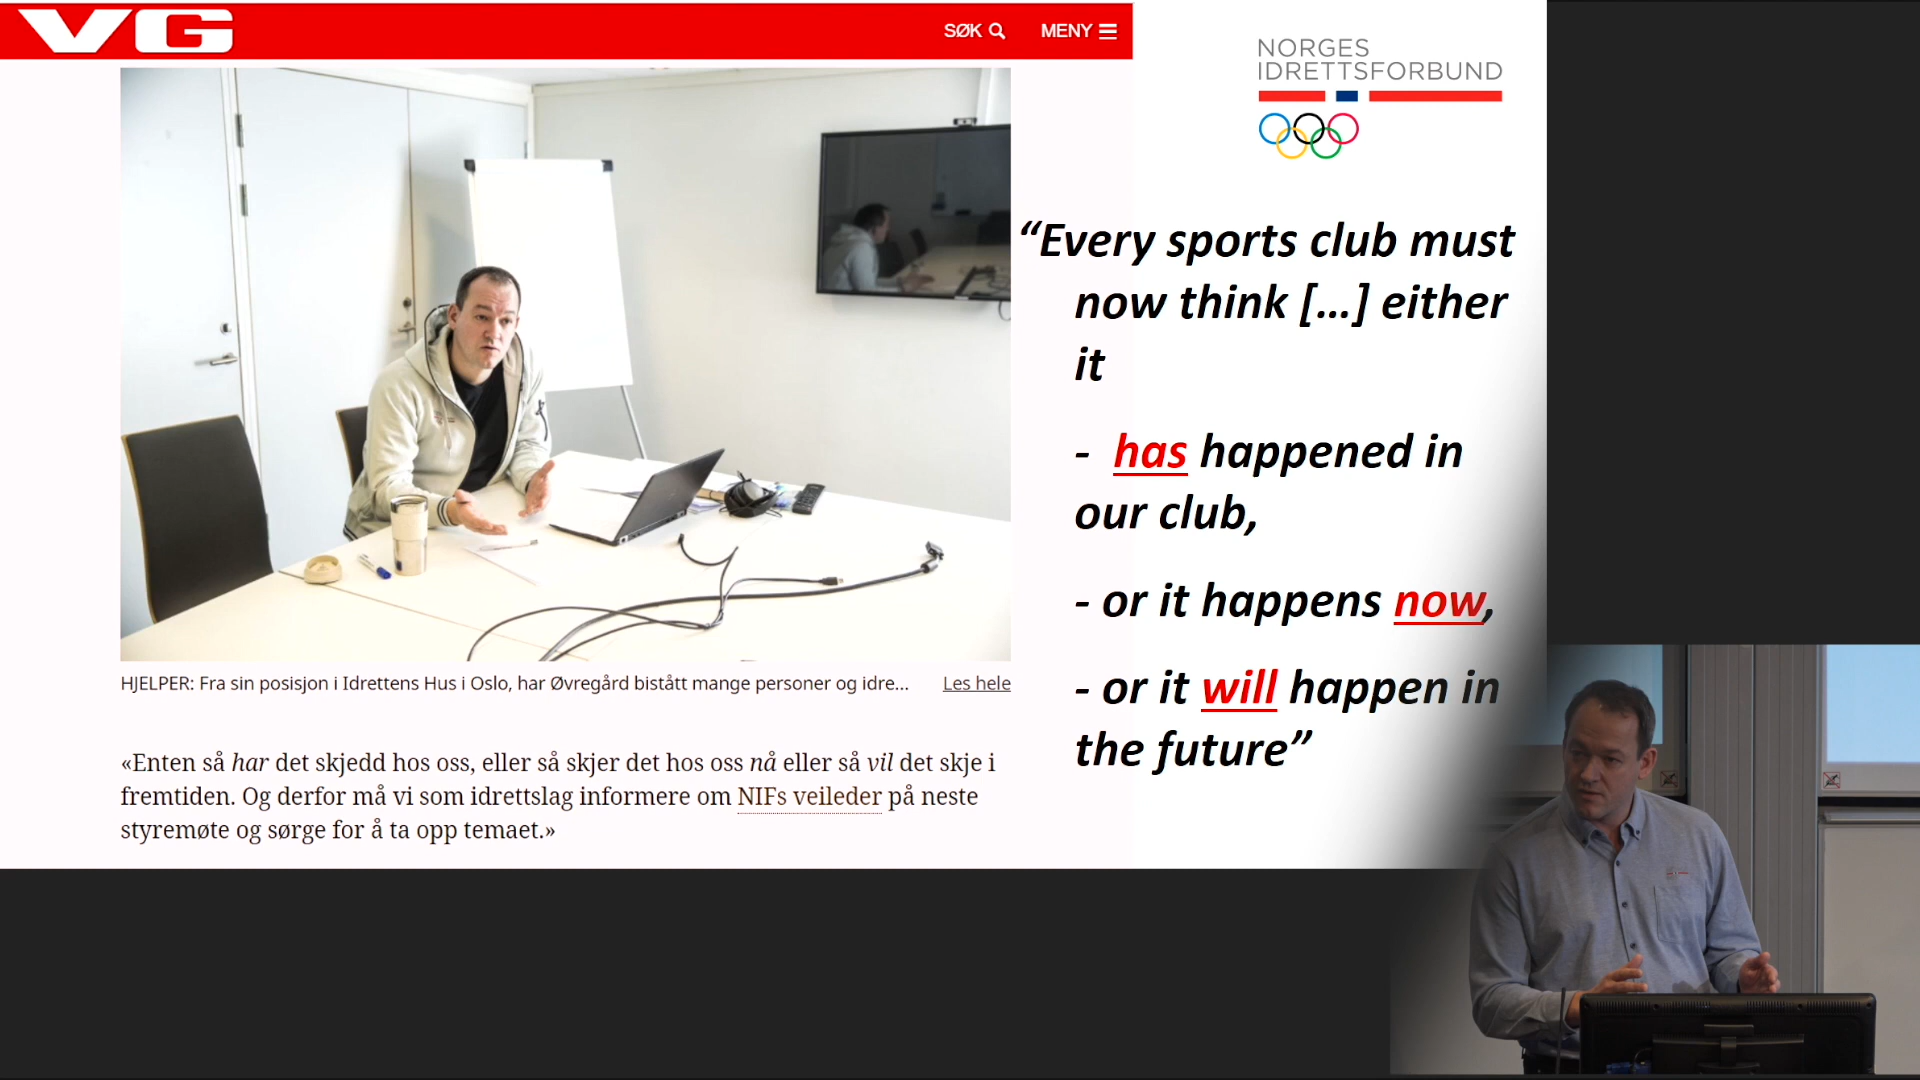 VG
SØK
MENY
NORGES
IDRETTSFORBUND
“Every sports club must
now think [...] either
it
- has happened in
our club,
- or it happens now,
- or it will happen in
the future”
HJELPER: Fra sin posisjon i Idrettens Hus i Oslo, har Øvregård bistått mange personer og idre... Les hele
«Enten så har det skjedd hos oss, eller så skjer det hos oss nå eller så vil det skje i
fremtiden. Og derfor må vi som idrettslag informere om NIFs veileder på neste
styremøte og sørge for å ta opp temaet.»